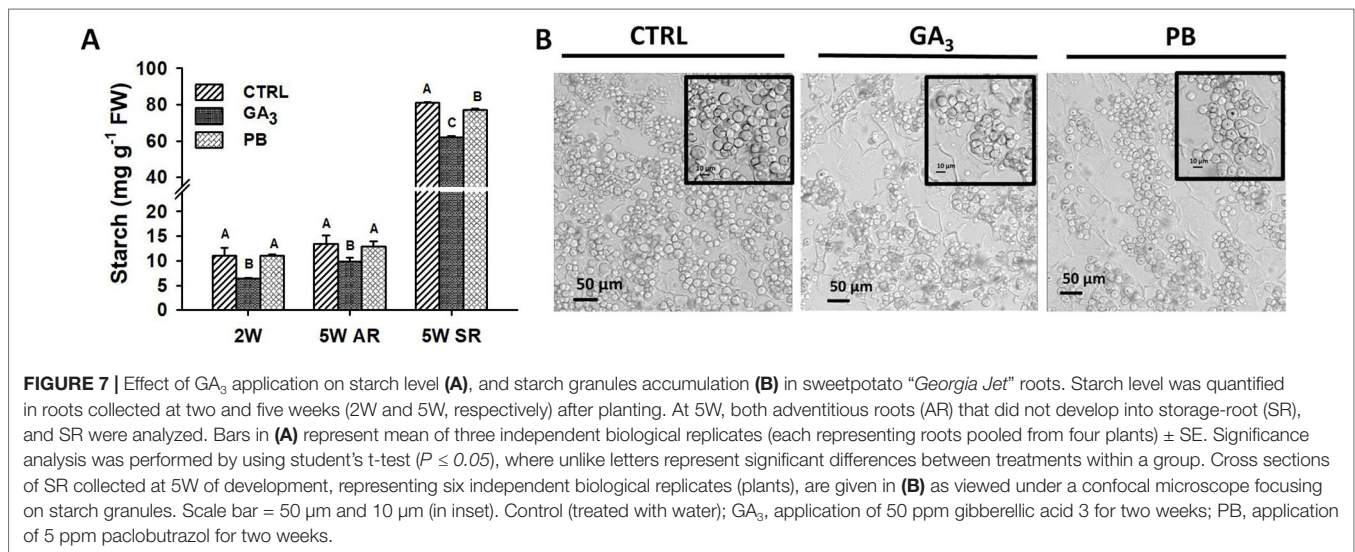 A
B
CTRL
GA₃
PB
100
80
60
40
20
15
10
5
0
Starch (mg g⁻¹ FW)
CTRL
GA₃
PB
A
B
A
A
B
A
A
C
B
2W
5W AR
5W SR
10 µm
10 µm
10 µm
50 µm
50 µm
50 µm
FIGURE 7 | Effect of GA₃ application on starch level (A), and starch granules accumulation (B) in sweetpotato “Georgia Jet” roots. Starch level was quantified
in roots collected at two and five weeks (2W and 5W, respectively) after planting. At 5W, both adventitious roots (AR) that did not develop into storage-root (SR),
and SR were analyzed. Bars in (A) represent mean of three independent biological replicates (each representing roots pooled from four plants) ± SE. Significance
analysis was performed by using student’s t-test (P ≤ 0.05), where unlike letters represent significant differences between treatments within a group. Cross sections
of SR collected at 5W of development, representing six independent biological replicates (plants), are given in (B) as viewed under a confocal microscope focusing
on starch granules. Scale bar = 50 µm and 10 µm (in inset). Control (treated with water); GA₃, application of 50 ppm gibberellic acid 3 for two weeks; PB, application
of 5 ppm paclobutrazol for two weeks.